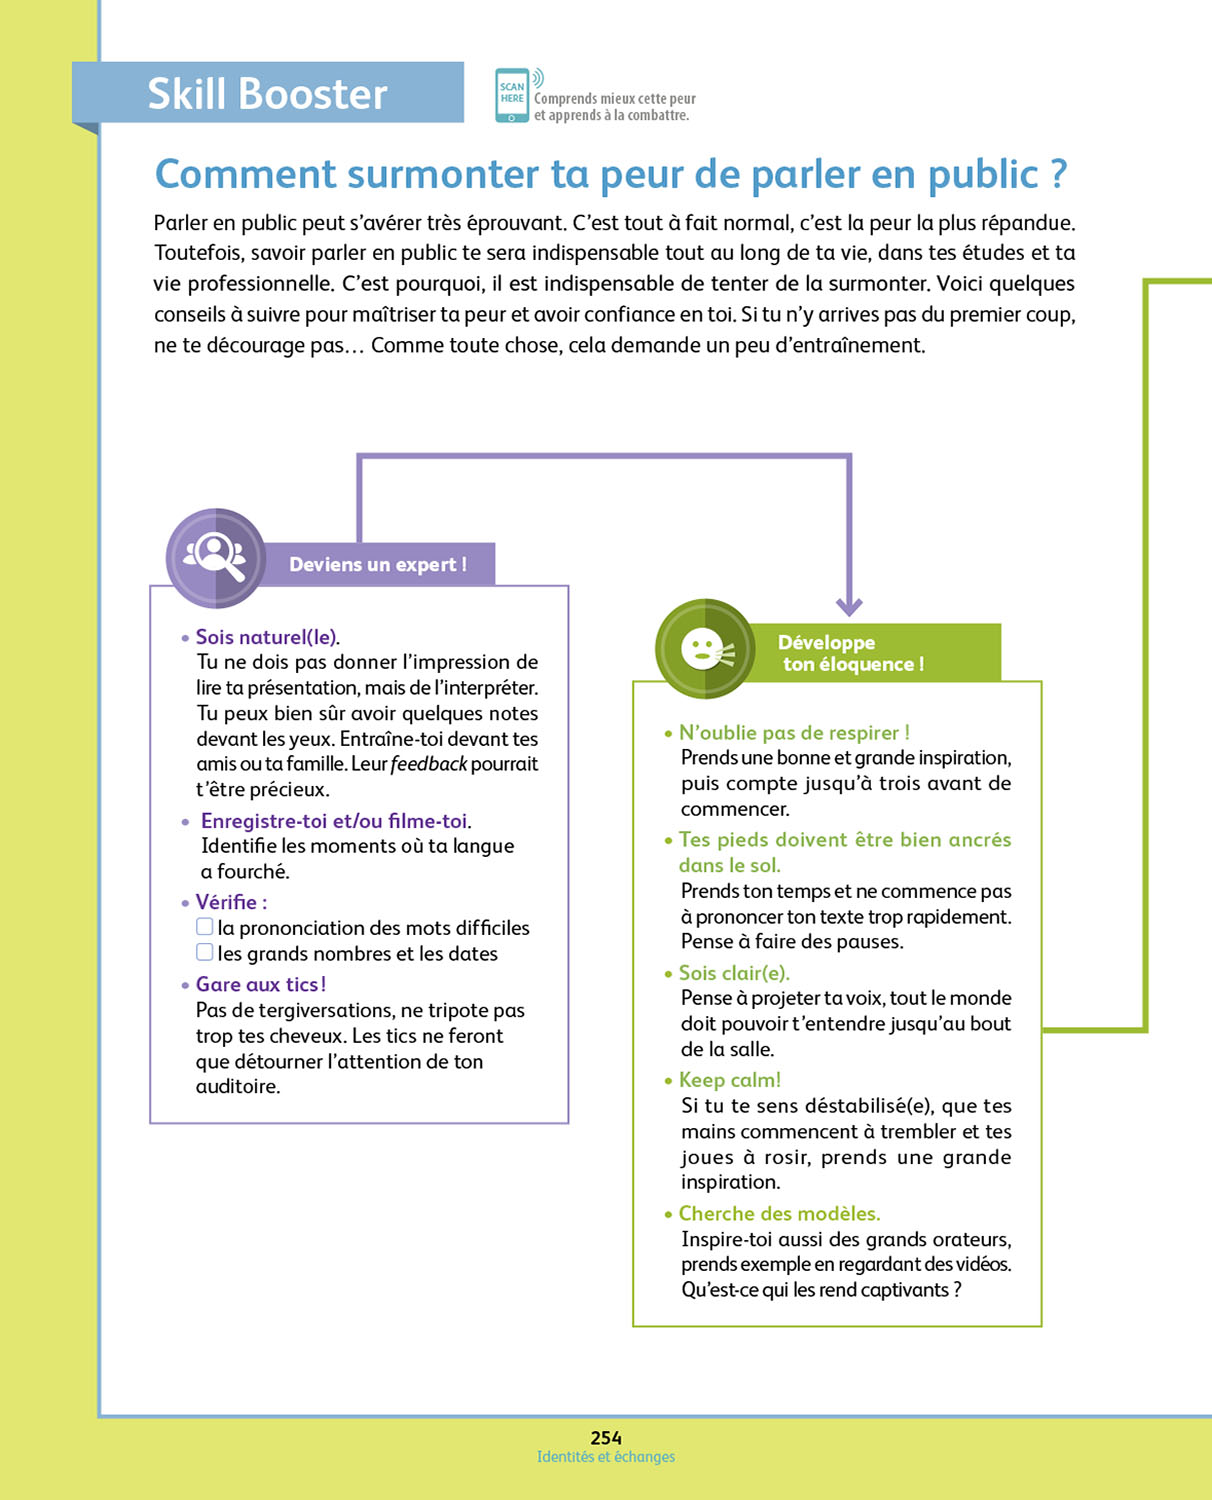 Skill Booster
SCAN
HERE
Comprends mieux cette peur
et apprends à la combattre.
Comment surmonter ta peur de parler en public ?
Parler en public peut s’avérer très éprouvant. C’est tout à fait normal, c’est la peur la plus répandue.
Toutefois, savoir parler en public te sera indispensable tout au long de ta vie, dans tes études et ta
vie professionnelle. C’est pourquoi, il est indispensable de tenter de la surmonter. Voici quelques
conseils à suivre pour maîtriser ta peur et avoir confiance en toi. Si tu n’y arrives pas du premier coup,
ne te décourage pas… Comme toute chose, cela demande un peu d’entraînement.
Deviens un expert !
• Sois naturel(le).
Tu ne dois pas donner l’impression de
lire ta présentation, mais de l’interpréter.
Tu peux bien sûr avoir quelques notes
devant les yeux. Entraîne-toi devant tes
amis ou ta famille. Leur feedback pourrait
t’être précieux.
• Enregistre-toi et/ou filme-toi.
Identifie les moments où ta langue
a fourché.
• Vérifie :
la prononciation des mots difficiles
les grands nombres et les dates
• Gare aux tics!
Pas de tergiversations, ne tripote pas
trop tes cheveux. Les tics ne feront
que détourner l’attention de ton
auditoire.
Développe
ton éloquence !
• N’oublie pas de respirer !
Prends une bonne et grande inspiration,
puis compte jusqu’à trois avant de
commencer.
• Tes pieds doivent être bien ancrés
dans le sol.
Prends ton temps et ne commence pas
à prononcer ton texte trop rapidement.
Pense à faire des pauses.
• Sois clair(e).
Pense à projeter ta voix, tout le monde
doit pouvoir t’entendre jusqu’au bout
de la salle.
• Keep calm!
Si tu te sens déstabilisé(e), que tes
mains commencent à trembler et tes
joues à rosir, prends une grande
inspiration.
• Cherche des modèles.
Inspire-toi aussi des grands orateurs,
prends exemple en regardant des vidéos.
Qu’est-ce qui les rend captivants ?
254
Identités et échanges